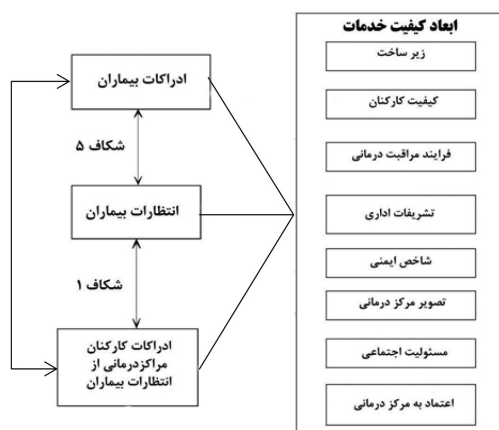 ابعاد کیفیت خدمات
زیر ساخت
کیفیت کارکنان
فرایند مراقبت درمانی
تشریفات اداری
شاخص ایمنی
تصویر مرکز درمانی
مسئولیت اجتماعی
اعتماد به مرکز درمانی
ادراکات بیماران
شکاف ۵
انتظارات بیماران
شکاف ۱
ادراکات کارکنان
مراکزدرمانی از
انتظارات بیماران